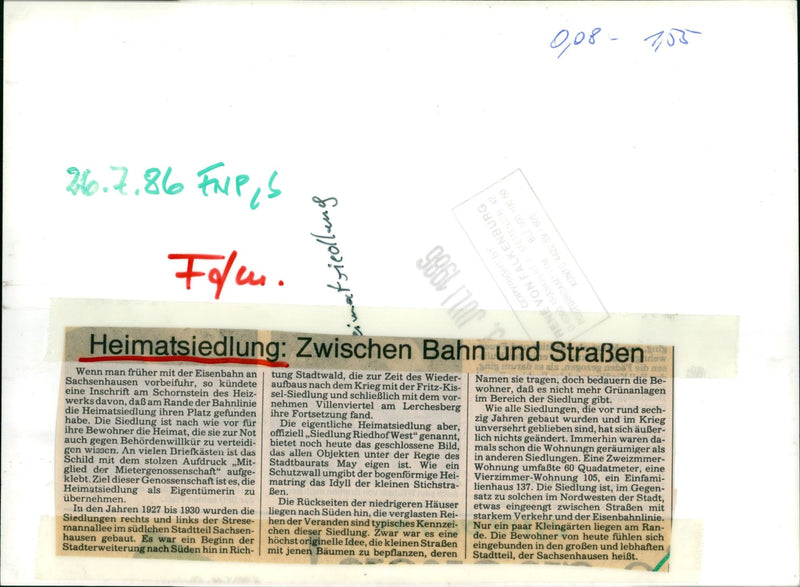 0,08 - 1,55
26.7.86 FNP, S
Heimatsiedlung
COPYRIGHT BY
RENE VON FALKENBURG
JULI 1986
Heimatsiedlung: Zwischen Bahn und Straßen
Wenn man früher mit der Eisenbahn an
Sachsenhausen vorbeifuhr, so kündete
eine Inschrift am Schornstein des Heiz-
werks davon, daß am Rande der Bahnlinie
die Heimatsiedlung ihren Platz gefunden
habe. Die Siedlung ist nach wie vor für
ihre Bewohner die Heimat, die sie zur Not
auch gegen Behördenwillkür zu verteidi-
gen wissen. An vielen Briefkästen ist das
Schild mit dem stolzen Aufdruck „Mit-
glied der Mietergenossenschaft" aufge-
klebt. Ziel dieser Genossenschaft ist es, die
Heimatsiedlung als Eigentümerin zu
übernehmen.
In den Jahren 1927 bis 1930 wurden die
Siedlungen rechts und links der Strese-
mannallee im südlichen Stadtteil Sachsen-
hausen gebaut. Es war ein Beginn der
Stadterweiterung nach Süden hin in Rich-
tung Stadtwald, die zur Zeit des Wieder-
aufbaus nach dem Krieg mit der Fritz-Kis-
sel-Siedlung und schließlich mit dem vor-
nehmen Villenviertel am Lerchesberg
ihre Fortsetzung fand.
Die eigentliche Heimatsiedlung aber,
offiziell „Siedlung Riedhof West" genannt,
bietet noch heute das geschlossene Bild,
das allen Objekten unter der Regie des
Stadtbaurats May eigen ist. Wie ein
Schutzwall umgibt der bogenförmige Hei-
matring das Idyll der kleinen Stichstra-
ßen.
Die Rückseiten der niedrigeren Häuser
liegen nach Süden hin, die verglasten Rei-
hen der Veranden sind typisches Kennzei-
chen dieser Siedlung. Zwar war es eine
höchst originelle Idee, die kleinen Straßen
mit jenen Bäumen zu bepflanzen, deren
Namen sie tragen, doch bedauern die Be-
wohner, daß es nicht mehr Grünanlagen
im Bereich der Siedlung gibt.
Wie alle Siedlungen, die vor rund sech-
zig Jahren gebaut wurden und im Krieg
unversehrt geblieben sind, hat sich äußer-
lich nichts geändert. Immerhin waren da-
mals schon die Wohnungen geräumiger als
in anderen Siedlungen. Eine Zweizimmer-
Wohnung umfaßte 60 Quadatmeter, eine
Vierzimmer-Wohnung 105, ein Einfami-
lienhaus 137. Die Siedlung ist, im Gegen-
satz zu solchen im Nordwesten der Stadt,
etwas eingeengt zwischen Straßen mit
starkem Verkehr und der Eisenbahnlinie.
Nur ein paar Kleingärten liegen am Ran-
de. Die Bewohner von heute fühlen sich
eingebunden in den großen und lebhaften
Stadtteil, der Sachsenhausen heißt.